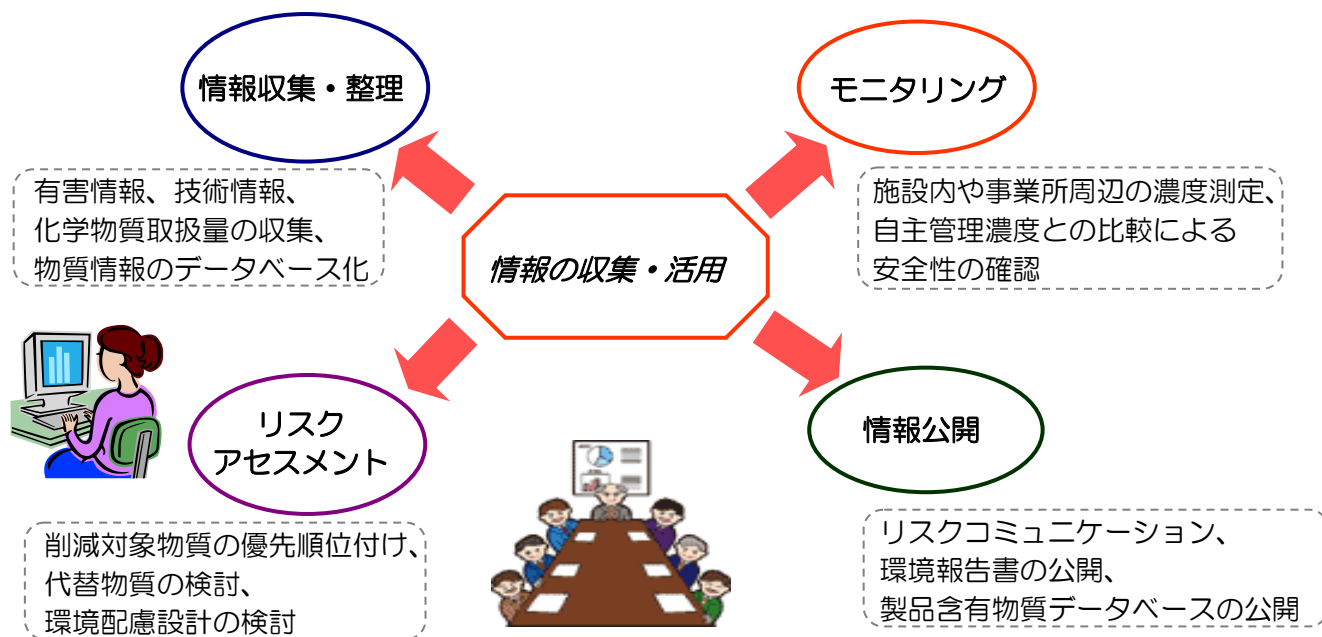 情報収集・整理
有害情報、技術情報、
化学物質取扱量の収集、
物質情報のデータベース化
モニタリング
施設内や事業所周辺の濃度測定、
自主管理濃度との比較による
安全性の確認
情報の収集・活用
リスク
アセスメント
削減対象物質の優先順位付け、
代替物質の検討、
環境配慮設計の検討
情報公開
リスクコミュニケーション、
環境報告書の公開、
製品含有物質データベースの公開